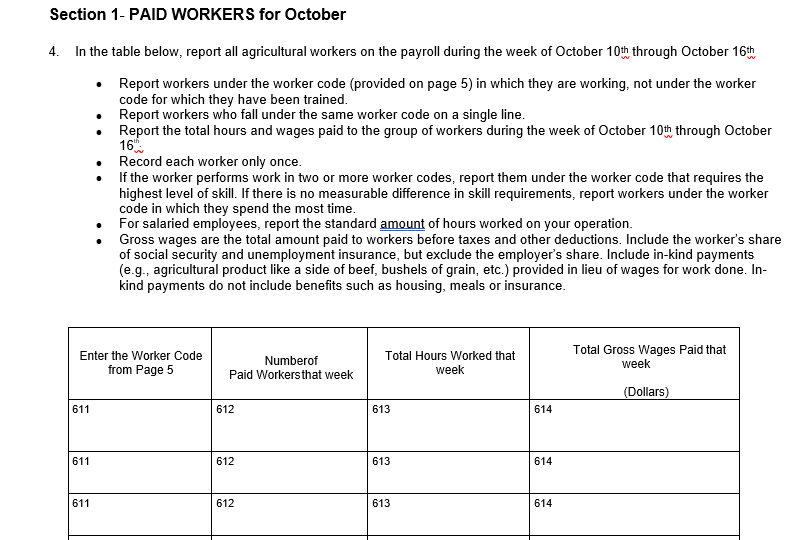 Section 1- PAID WORKERS for October
4. In the table below, report all agricultural workers on the payroll during the week of October 10th through October 16th
• Report workers under the worker code (provided on page 5) in which they are working, not under the worker
code for which they have been trained.
• Report workers who fall under the same worker code on a single line.
• Report the total hours and wages paid to the group of workers during the week of October 10th through October
16th.
• Record each worker only once.
• If the worker performs work in two or more worker codes, report them under the worker code that requires the
highest level of skill. If there is no measurable difference in skill requirements, report workers under the worker
code in which they spend the most time.
• For salaried employees, report the standard amount of hours worked on your operation.
• Gross wages are the total amount paid to workers before taxes and other deductions. Include the worker's share
of social security and unemployment insurance, but exclude the employer's share. Include in-kind payments
(e.g., agricultural product like a side of beef, bushels of grain, etc.) provided in lieu of wages for work done. In-
kind payments do not include benefits such as housing, meals or insurance.
Enter the Worker Code
from Page 5
Numberof
Paid Workersthat week
Total Hours Worked that
week
Total Gross Wages Paid that
week
(Dollars)
611 612 613 614
611 612 613 614
611 612 613 614